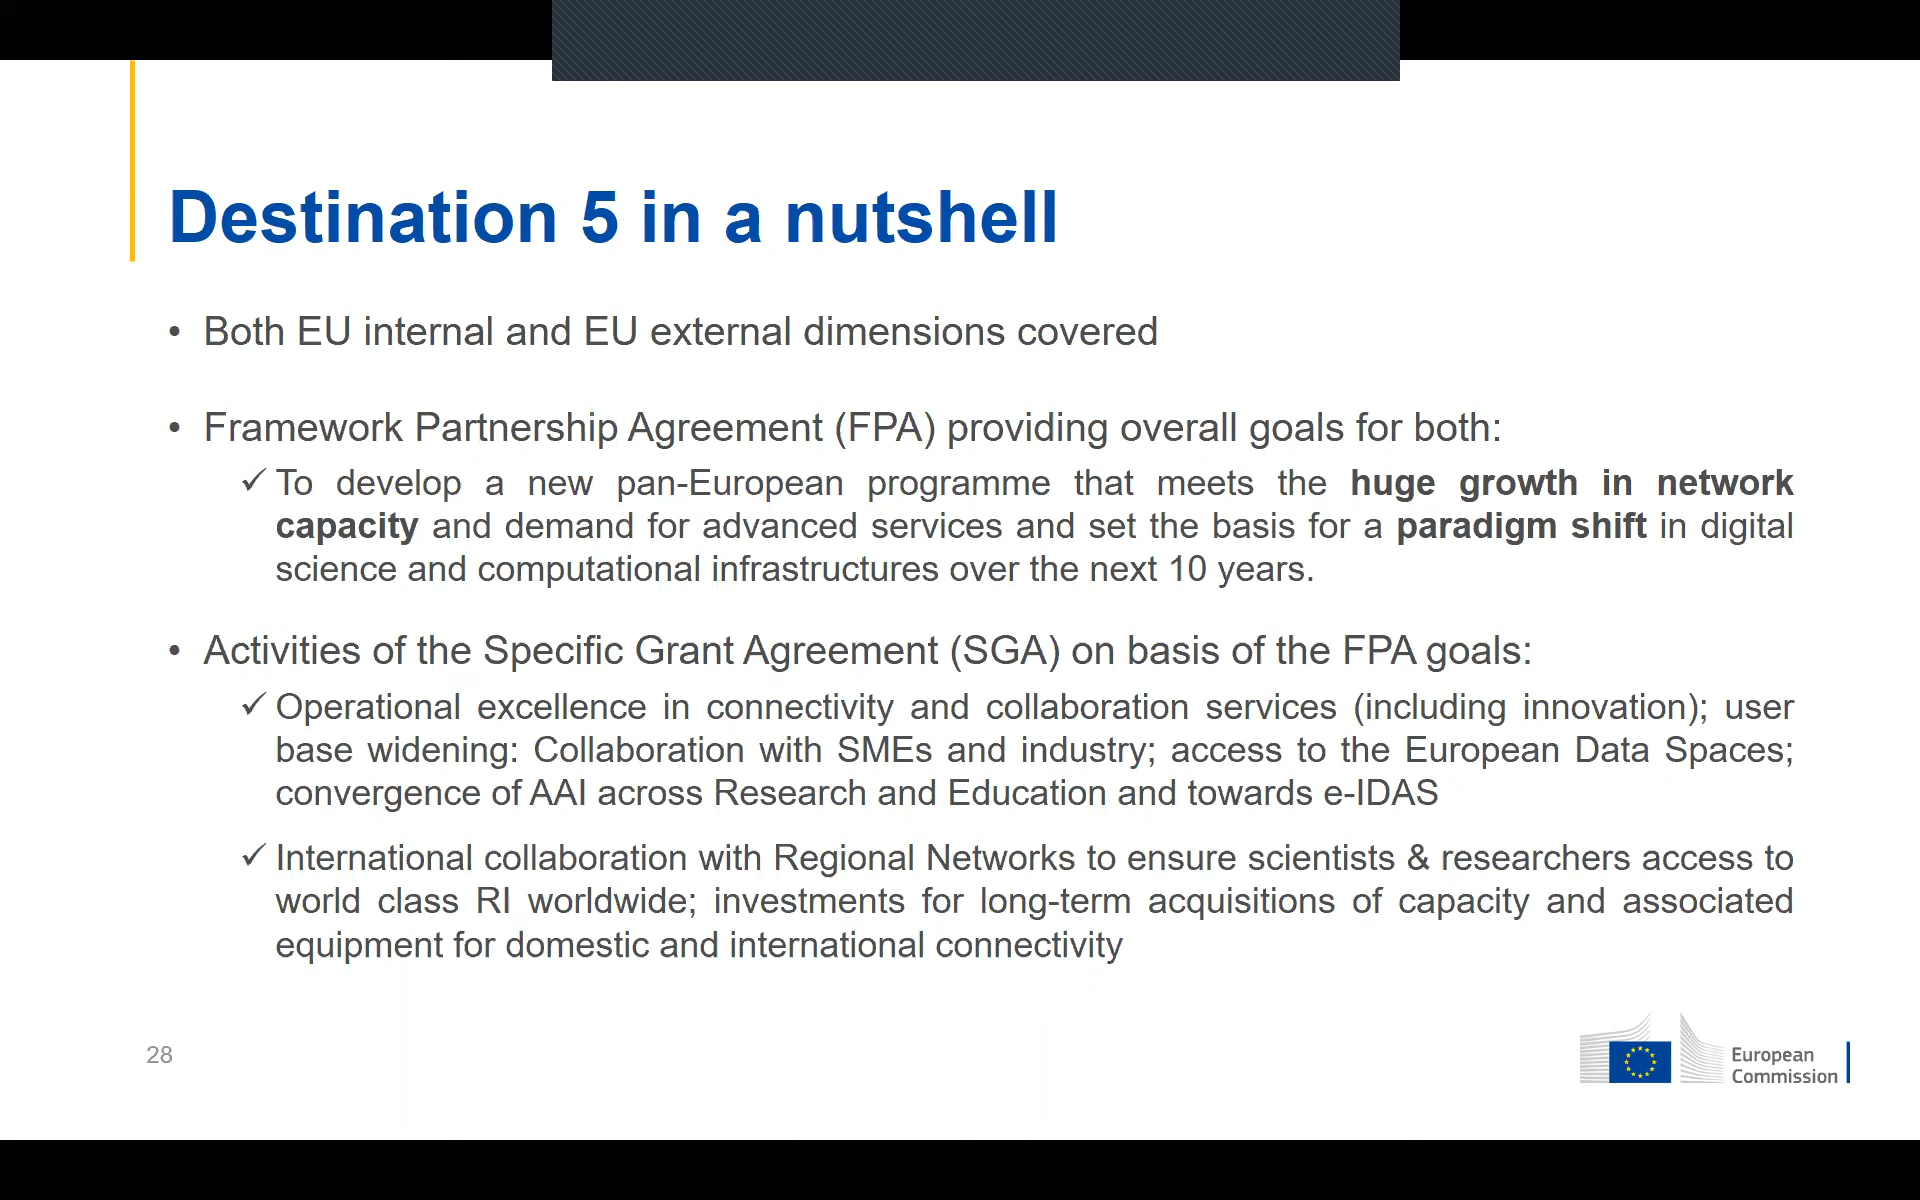 Destination 5 in a nutshell
• Both EU internal and EU external dimensions covered
• Framework Partnership Agreement (FPA) providing overall goals for both:
✓ To develop a new pan-European programme that meets the huge growth in network
capacity and demand for advanced services and set the basis for a paradigm shift in digital
science and computational infrastructures over the next 10 years.
• Activities of the Specific Grant Agreement (SGA) on basis of the FPA goals:
✓ Operational excellence in connectivity and collaboration services (including innovation); user
base widening: Collaboration with SMEs and industry; access to the European Data Spaces;
convergence of AAI across Research and Education and towards e-IDAS
✓ International collaboration with Regional Networks to ensure scientists & researchers access to
world class RI worldwide; investments for long-term acquisitions of capacity and associated
equipment for domestic and international connectivity
28
European
Commission